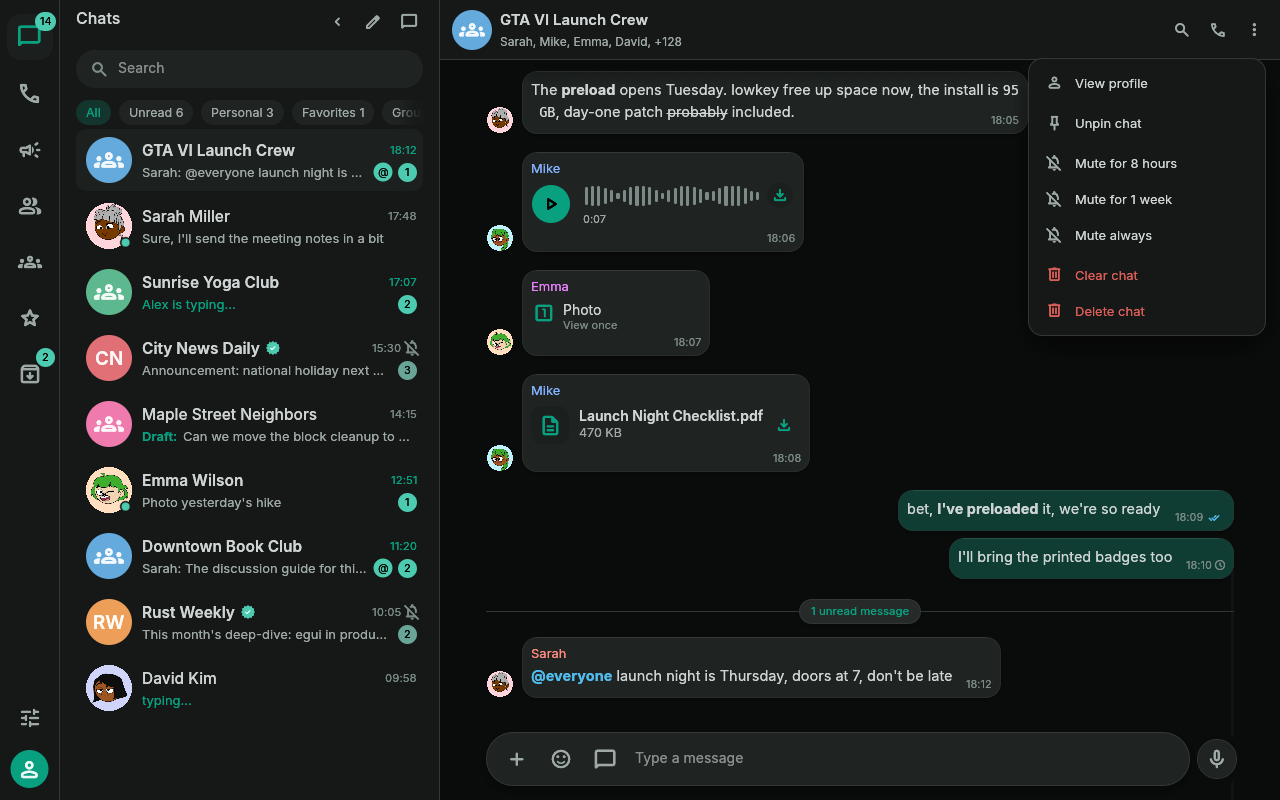 14
Chats
Search
All
Unread 6
Personal 3
Favorites 1
Grou
GTA VI Launch Crew
18:12
Sarah: @everyone launch night is ...
@
1
Sarah Miller
17:48
Sure, I'll send the meeting notes in a bit
Sunrise Yoga Club
17:07
Alex is typing...
2
2
CN
City News Daily
15:30
Announcement: national holiday next ...
3
Maple Street Neighbors
14:15
Draft: Can we move the block cleanup to ...
Emma Wilson
12:51
Photo yesterday's hike
1
Downtown Book Club
11:20
Sarah: The discussion guide for thi...
@
2
RW
Rust Weekly
10:05
This month's deep-dive: egui in produ...
2
David Kim
09:58
typing...
GTA VI Launch Crew
Sarah, Mike, Emma, David, +128
The preload opens Tuesday. lowkey free up space now, the install is 95
GB, day-one patch probably included.
18:05
Mike
0:07
18:06
Emma
1
Photo
View once
18:07
Mike
Launch Night Checklist.pdf
470 KB
18:08
bet, I've preloaded it, we're so ready
18:09
I'll bring the printed badges too
18:10
1 unread message
Sarah
@everyone launch night is Thursday, doors at 7, don't be late
18:12
Type a message
View profile
Unpin chat
Mute for 8 hours
Mute for 1 week
Mute always
Clear chat
Delete chat